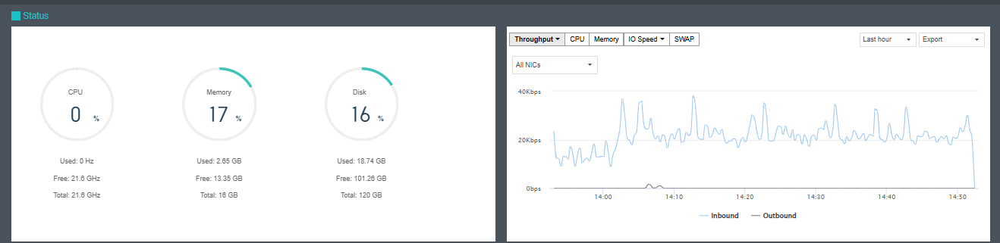 Status
CPU
0 %
Used: 0 Hz
Free: 21.6 GHz
Total: 21.6 GHz
Memory
17 %
Used: 2.65 GB
Free: 13.35 GB
Total: 16 GB
Disk
16 %
Used: 18.74 GB
Free: 101.26 GB
Total: 120 GB
Throughput CPU Memory IO Speed SWAP
Last hour Export
All NICs
40Kbps
20Kbps
0bps
14:00 14:10 14:20 14:30 14:40 14:50
Inbound Outbound